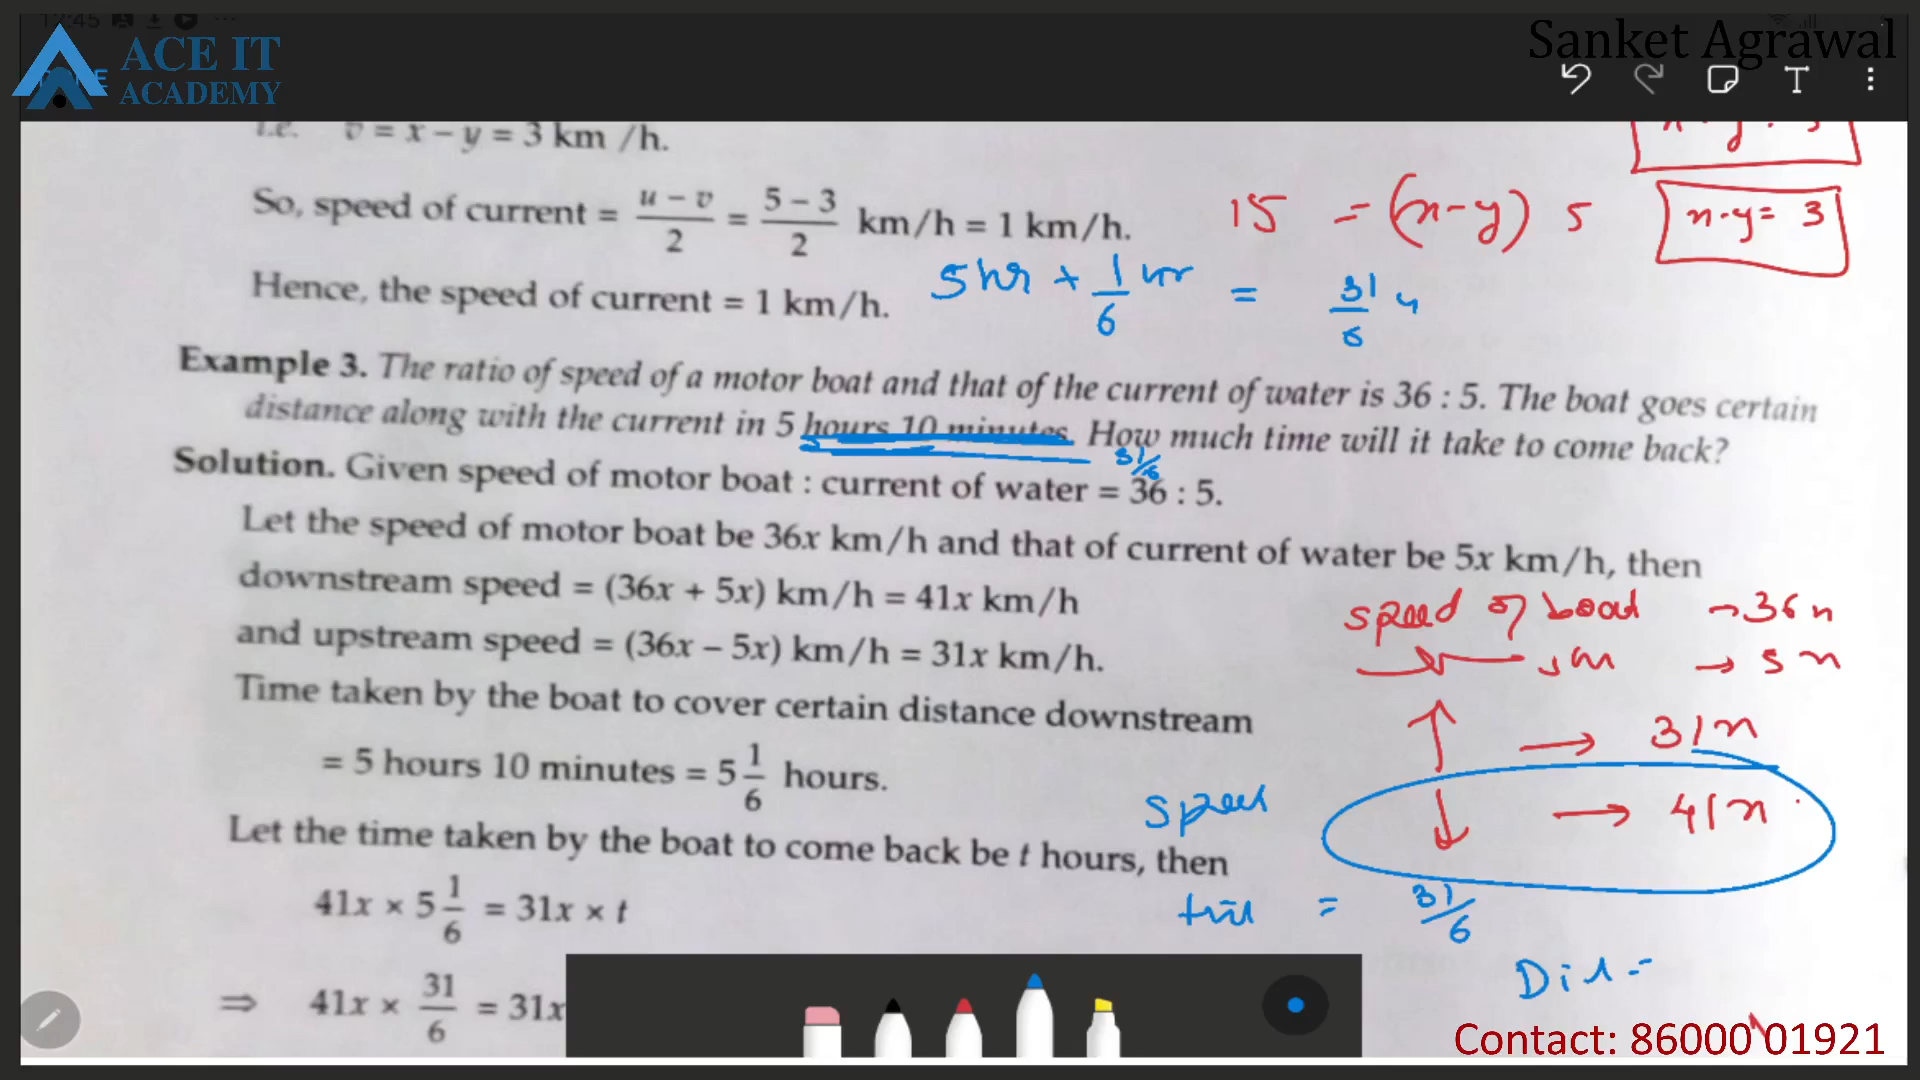 12:45
Sanket Agrawal
ACE IT
ACADEMY
i.e. v = x − y = 3 km /h.
So, speed of current = u − v / 2 = 5 − 3 / 2 km/h = 1 km/h.
15 = (x-y) 5
x-y = 3
Hence, the speed of current = 1 km/h.
5 hr + 1/6 hr = 31/6
Example 3. The ratio of speed of a motor boat and that of the current of water is 36 : 5. The boat goes certain
distance along with the current in 5 hours 10 minutes. How much time will it take to come back?
31/6
Solution. Given speed of motor boat : current of water = 36 : 5.
Let the speed of motor boat be 36x km/h and that of current of water be 5x km/h, then
downstream speed = (36x + 5x) km/h = 41x km/h
speed of boat → 36x
and upstream speed = (36x − 5x) km/h = 31x km/h.
→ 5x
Time taken by the boat to cover certain distance downstream
↑ → 31x
= 5 hours 10 minutes = 5 1/6 hours.
speed
↓ → 41x
Let the time taken by the boat to come back be t hours, then
41x × 5 1/6 = 31x × t
= 31/6
⇒ 41x × 31/6 = 31x
Contact: 86000 01921